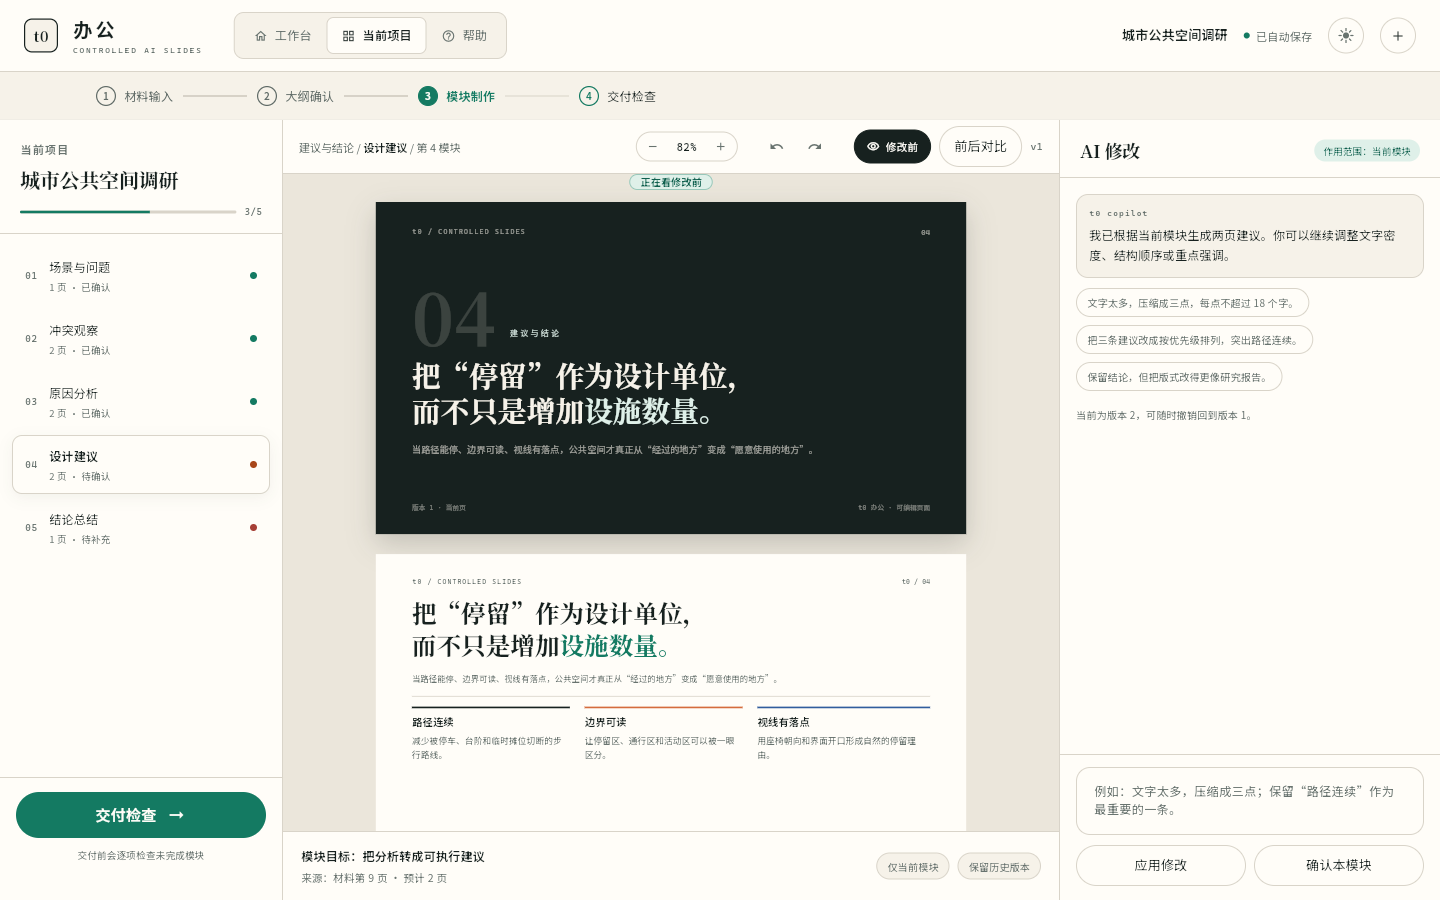 t0
办公
CONTROLLED AI SLIDES
工作台
当前项目
帮助
城市公共空间调研
已自动保存
1 材料输入
2 大纲确认
3 模块制作
4 交付检查
当前项目
城市公共空间调研
3/5
01 场景与问题
1 页 · 已确认
02 冲突观察
2 页 · 已确认
03 原因分析
2 页 · 已确认
04 设计建议
2 页 · 待确认
05 结论总结
1 页 · 待补充
交付检查 →
交付前会逐项检查未完成模块
建议与结论 / 设计建议 / 第 4 模块
− 82% +
修改前
前后对比
v1
正在看修改前
t0 / CONTROLLED SLIDES
04
04 建议与结论
把“停留”作为设计单位，
而不只是增加设施数量。
当路径能停、边界可读、视线有落点，公共空间才真正从“经过的地方”变成“愿意使用的地方”。
版本 1 · 当前页
t0 办公 · 可编辑页面
t0 / CONTROLLED SLIDES
t0 / 04
把“停留”作为设计单位，
而不只是增加设施数量。
当路径能停、边界可读、视线有落点，公共空间才真正从“经过的地方”变成“愿意使用的地方”。
路径连续
减少被停车、台阶和临时摊位切断的步
行路线。
边界可读
让停留区、通行区和活动区可以被一眼
区分。
视线有落点
用座椅朝向和界面开口形成自然的停留理
由。
模块目标：把分析转成可执行建议
来源：材料第 9 页 · 预计 2 页
仅当前模块
保留历史版本
AI 修改
作用范围：当前模块
t0 copilot
我已根据当前模块生成两页建议。你可以继续调整文字密
度、结构顺序或重点强调。
文字太多，压缩成三点，每点不超过 18 个字。
把三条建议改成按优先级排列，突出路径连续。
保留结论，但把版式改得更像研究报告。
当前为版本 2，可随时撤销回到版本 1。
例如：文字太多，压缩成三点；保留“路径连续”作为
最重要的一条。
应用修改
确认本模块